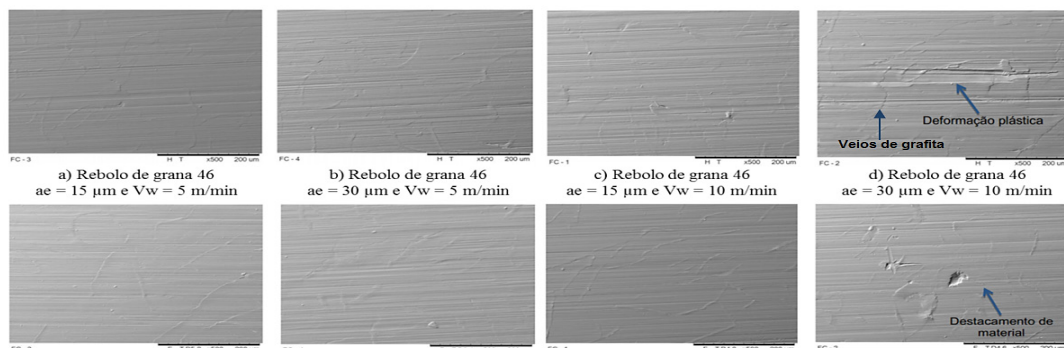 Deformação plástica
Veios de grafita
FC - 3 H T x500 200 um
FC - 4 H T x500 200 um
FC - 1 H T x500 200 um
FC - 2 H T x500 200 um
a) Rebolo de grana 46
ae = 15 µm e Vw = 5 m/min
b) Rebolo de grana 46
ae = 30 µm e Vw = 5 m/min
c) Rebolo de grana 46
ae = 15 µm e Vw = 10 m/min
d) Rebolo de grana 46
ae = 30 µm e Vw = 10 m/min
Destacamento de
material